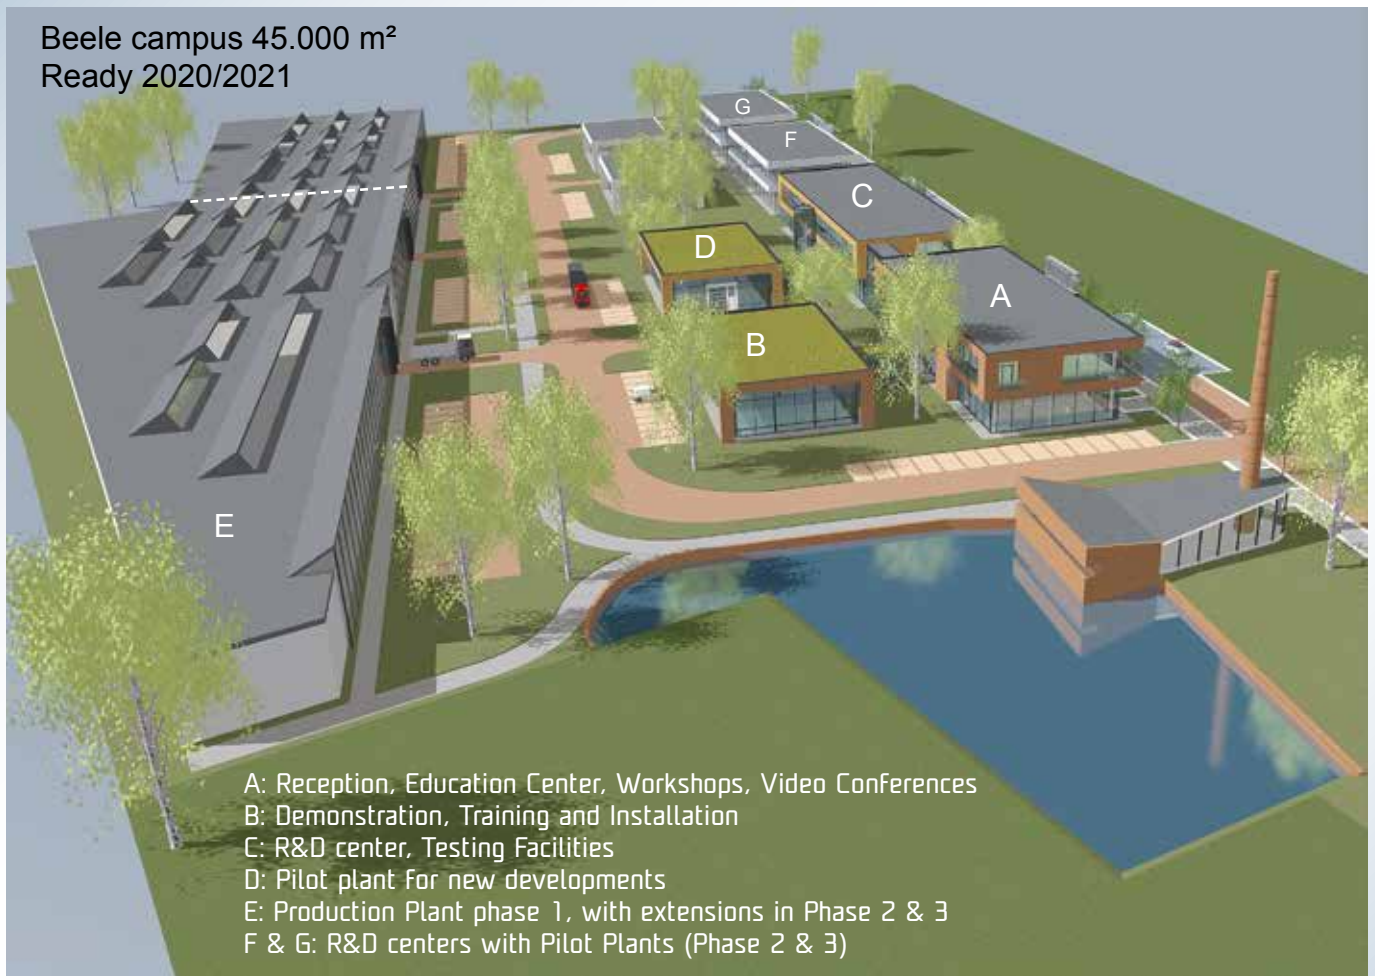 Beele campus 45.000 m²
Ready 2020/2021
G
F
C
D
A
B
E
A: Reception, Education Center, Workshops, Video Conferences
B: Demonstration, Training and Installation
C: R&D center, Testing Facilities
D: Pilot plant for new developments
E: Production Plant phase 1, with extensions in Phase 2 & 3
F & G: R&D centers with Pilot Plants (Phase 2 & 3)